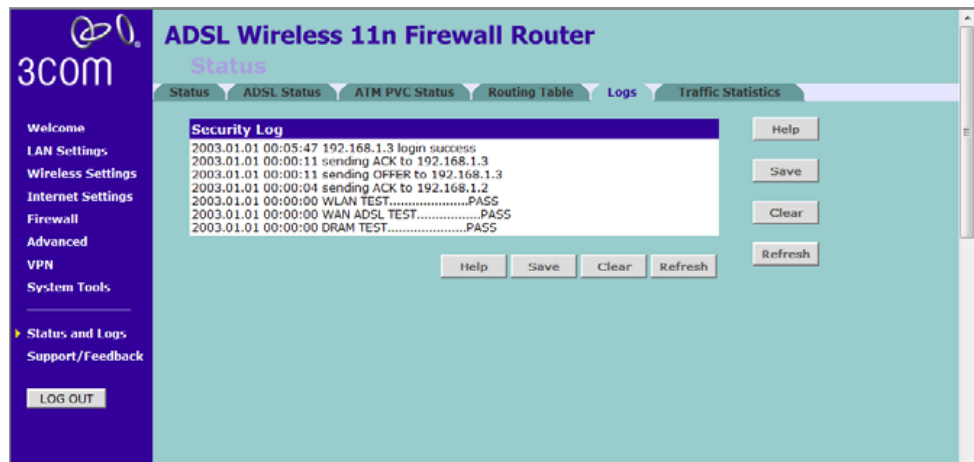 3COM
ADSL Wireless 11n Firewall Router
Status
Status
ADSL Status
ATM PVC Status
Routing Table
Logs
Traffic Statistics
Welcome
LAN Settings
Wireless Settings
Internet Settings
Firewall
Advanced
VPN
System Tools
Status and Logs
Support/Feedback
LOG OUT
Security Log
2003.01.01 00:05:47 192.168.1.3 login success
2003.01.01 00:00:11 sending ACK to 192.168.1.3
2003.01.01 00:00:11 sending OFFER to 192.168.1.3
2003.01.01 00:00:04 sending ACK to 192.168.1.2
2003.01.01 00:00:00 WLAN TEST......................PASS
2003.01.01 00:00:00 WAN ADSL TEST..................PASS
2003.01.01 00:00:00 DRAM TEST......................PASS
Help
Save
Clear
Refresh
Help
Save
Clear
Refresh